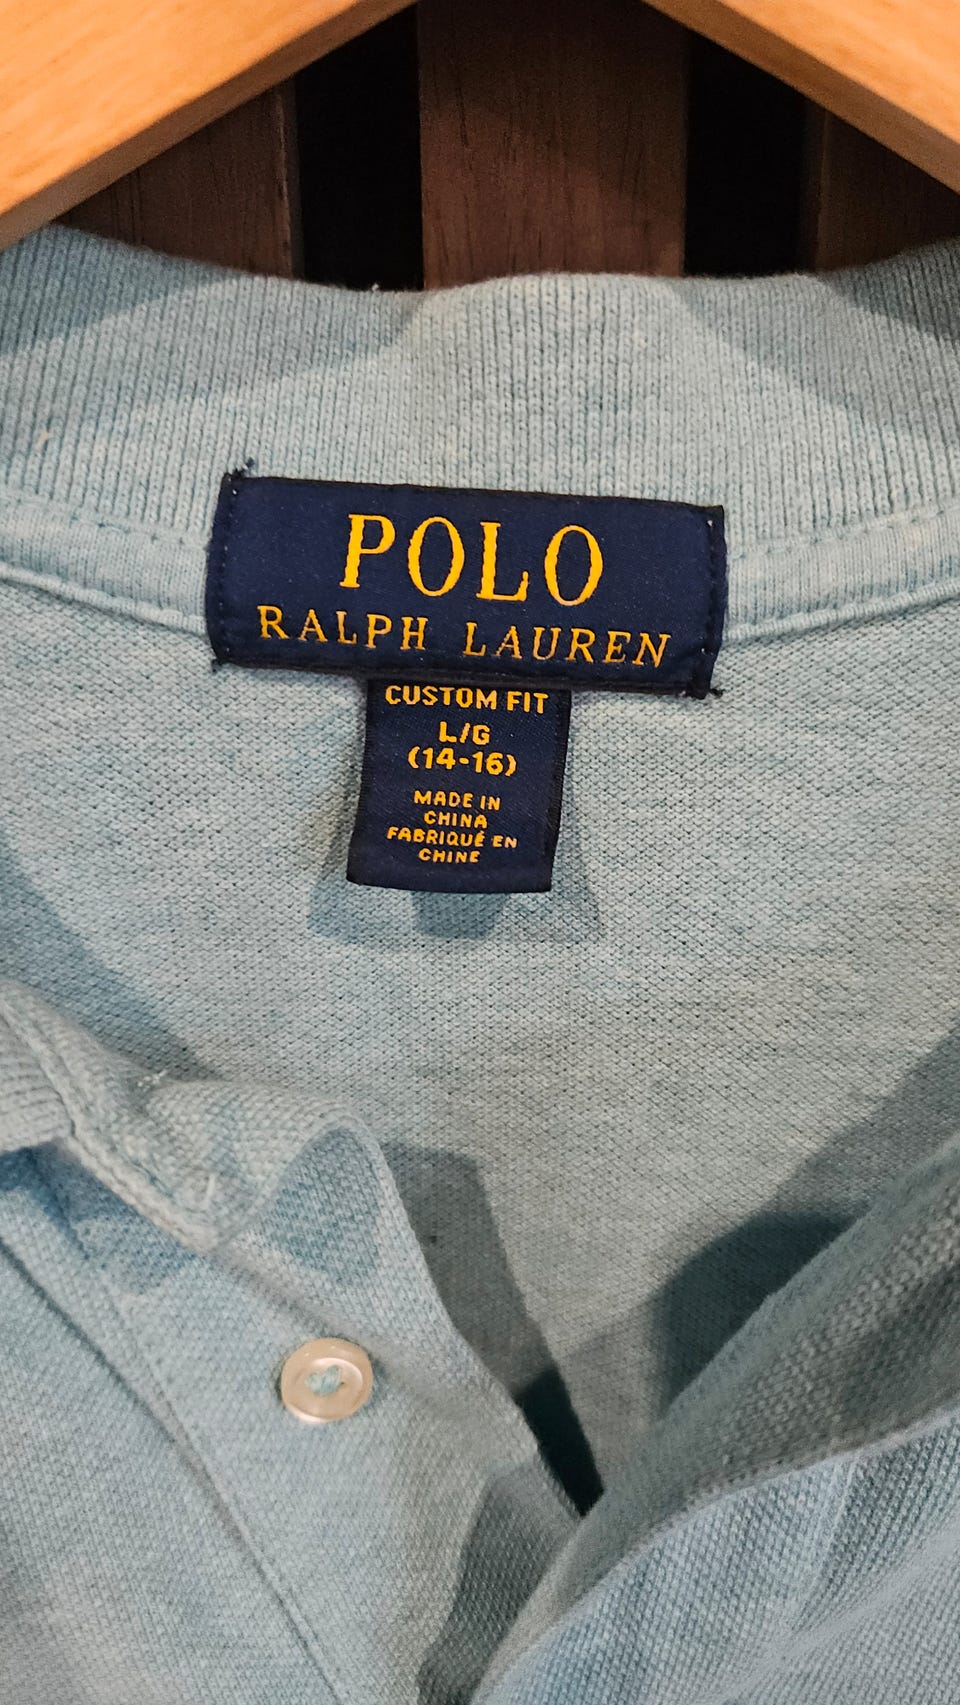 POLO
RALPH LAUREN
CUSTOM FIT
L/G
(14-16)
MADE IN
CHINA
FABRIQUÉ EN
CHINE